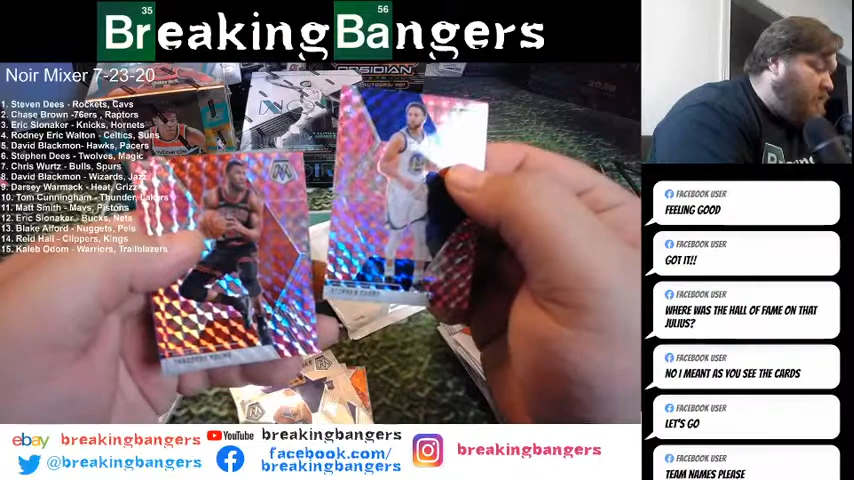 35
56
BreakingBangers
Noir Mixer 7-23-20
1. Steven Dees - Rockets, Cavs
2. Chase Brown -76ers , Raptors
3. Eric Slonaker - Knicks, Hornets
4. Rodney Eric Walton - Celtics, Suns
5. David Blackmon- Hawks, Pacers
6. Stephen Dees - Twolves, Magic
7. Chris Wurtz - Bulls, Spurs
8. David Blackmon - Wizards, Jazz
9. Darsey Warmack - Heat, Grizz
10. Tom Cunningham - Thunder, Lakers
11. Matt Smith - Mavs, Pistons
12. Eric Slonaker - Bucks, Nets
13. Blake Alford - Nuggets, Pels
14. Reid Hall - Clippers, Kings
15. Kaleb Odom - Warriors, Trailblazers
OBSIDIAN
STEPHEN CURRY
THADDEUS YOUNG
FACEBOOK USER
FEELING GOOD
FACEBOOK USER
GOT IT!!
FACEBOOK USER
WHERE WAS THE HALL OF FAME ON THAT
JULIUS?
FACEBOOK USER
NO I MEANT AS YOU SEE THE CARDS
FACEBOOK USER
LET'S GO
FACEBOOK USER
TEAM NAMES PLEASE
ebay breakingbangers
YouTube breakingbangers
@breakingbangers
facebook.com/
breakingbangers
breakingbangers